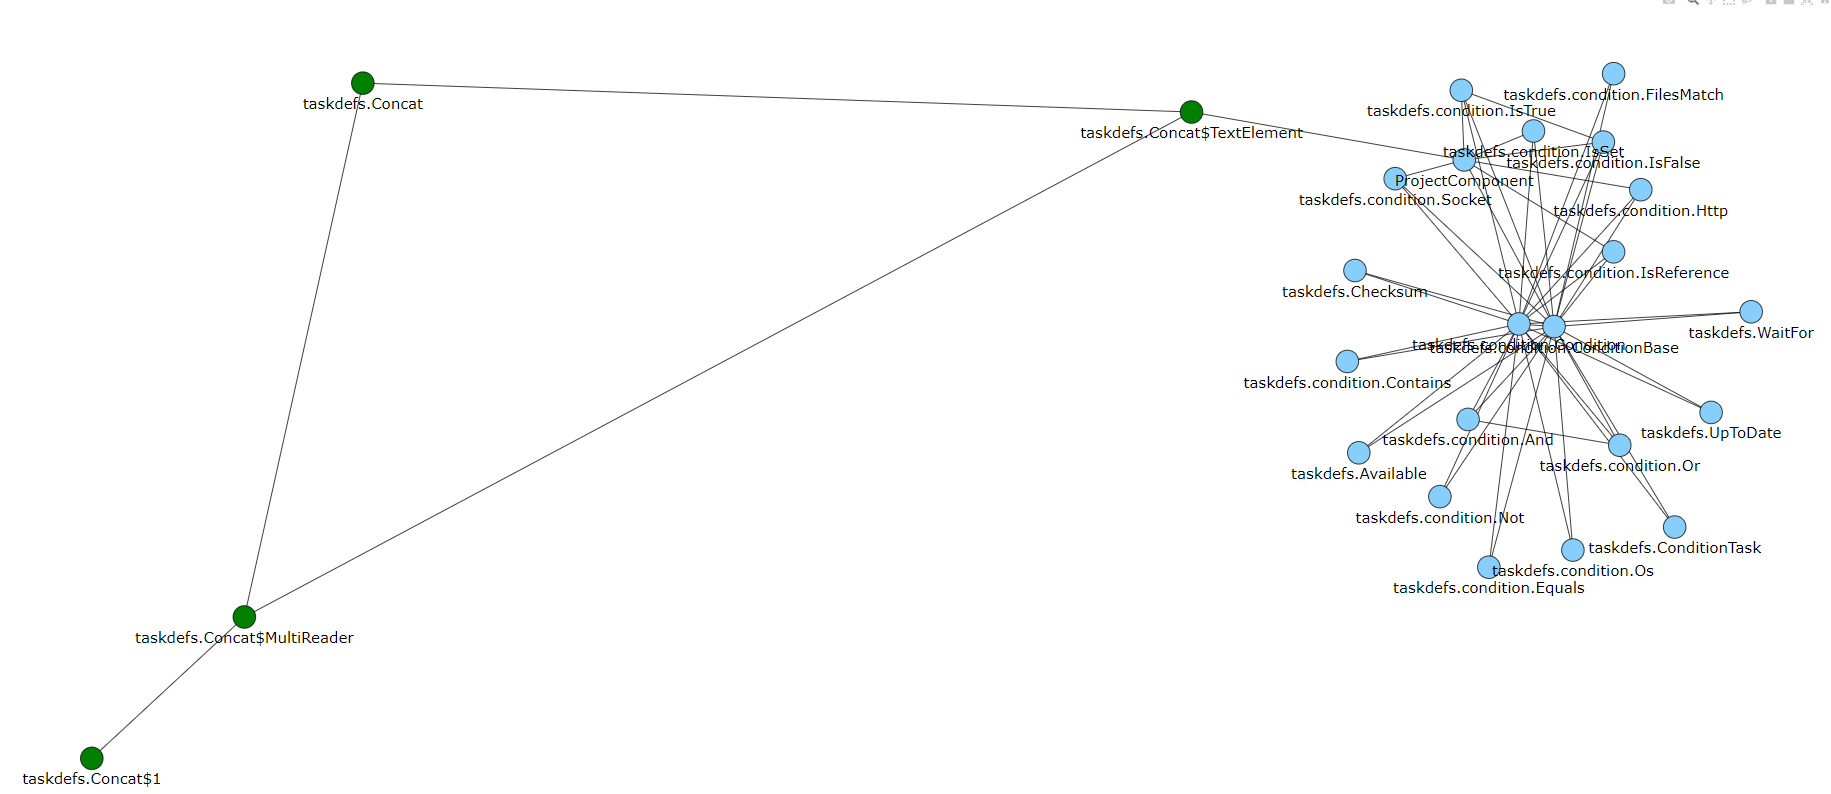 taskdefs.Concat
taskdefs.condition.FilesMatch
taskdefs.condition.IsTrue
taskdefs.Concat$TextElement
taskdefs.condition.IsSet
taskdefs.condition.IsFalse
ProjectComponent
taskdefs.condition.Socket
taskdefs.condition.Http
taskdefs.condition.IsReference
taskdefs.Checksum
taskdefs.WaitFor
taskdefs.condition.Condition
taskdefs.condition.ConditionBase
taskdefs.condition.Contains
taskdefs.UpToDate
taskdefs.condition.And
taskdefs.condition.Or
taskdefs.Available
taskdefs.condition.Not
taskdefs.ConditionTask
taskdefs.condition.Os
taskdefs.condition.Equals
taskdefs.Concat$MultiReader
taskdefs.Concat$1